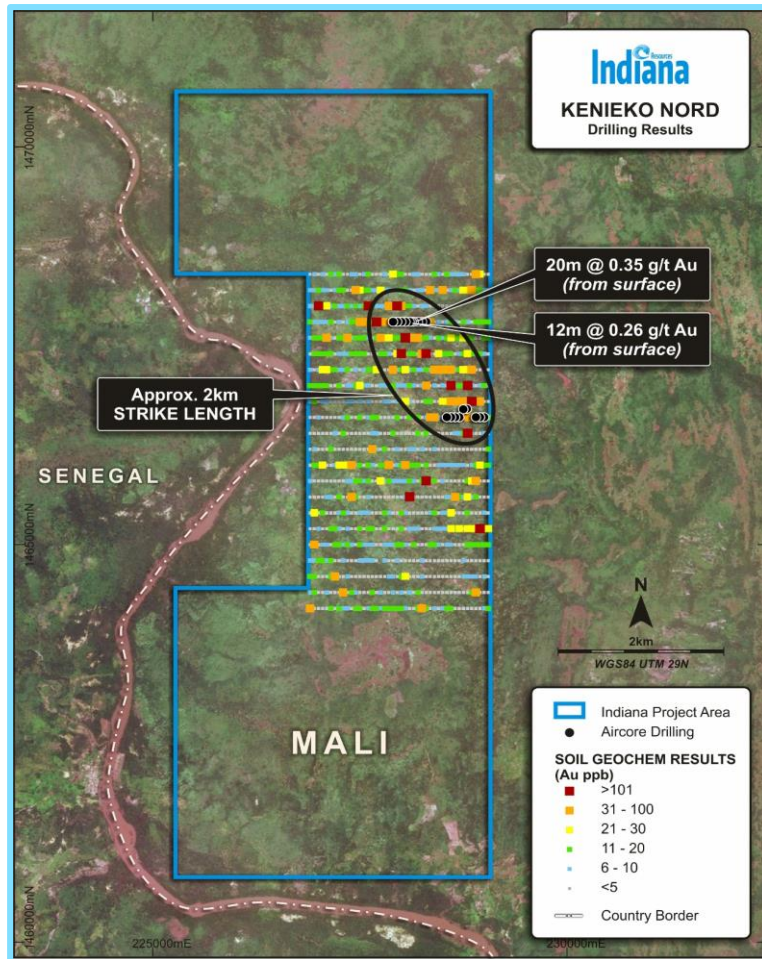 Indiana
Resources
KENIEKO NORD
Drilling Results
1470000mN
20m @ 0.35 g/t Au
(from surface)
12m @ 0.26 g/t Au
(from surface)
Approx. 2km
STRIKE LENGTH
SENEGAL
1465000mN
N
2km
WGS84 UTM 29N
MALI
Indiana Project Area
Aircore Drilling
SOIL GEOCHEM RESULTS
(Au ppb)
>101
31 - 100
21 - 30
11 - 20
6 - 10
<5
Country Border
1460000mN
225000mE
230000mE